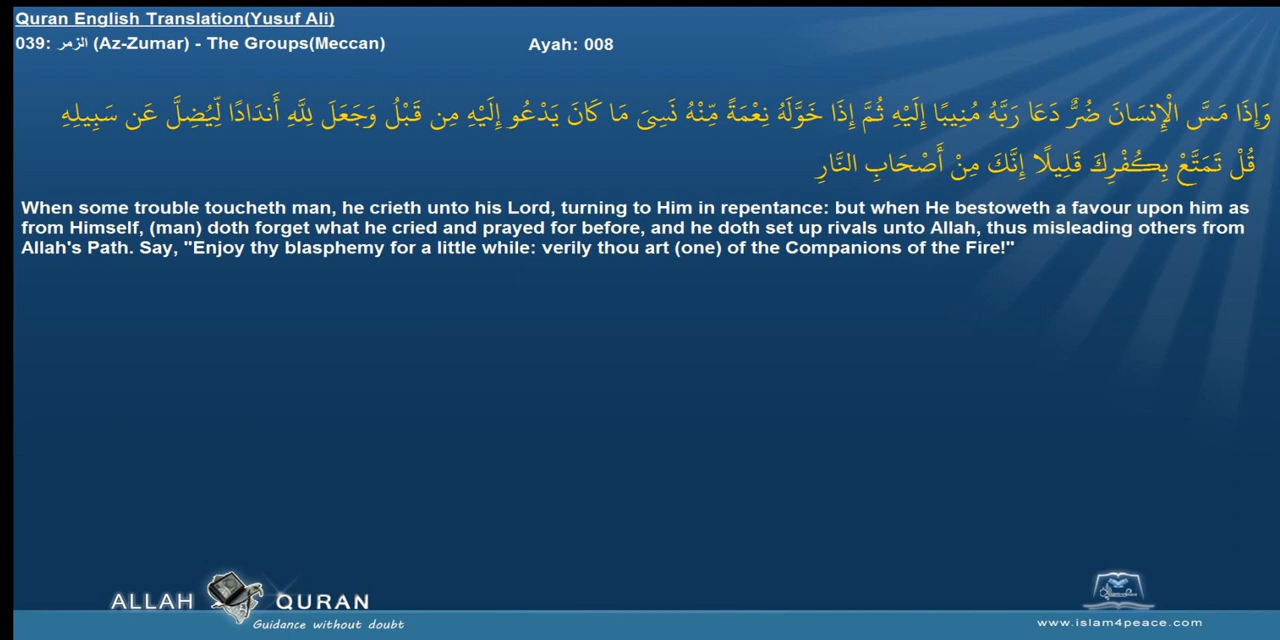 Quran English Translation(Yusuf Ali)
039: الزمر (Az-Zumar) - The Groups(Meccan) Ayah: 008
وَإِذَا مَسَّ الْإِنسَانَ ضُرٌّ دَعَا رَبَّهُ مُنِيبًا إِلَيْهِ ثُمَّ إِذَا خَوَّلَهُ نِعْمَةً مِّنْهُ نَسِيَ مَا كَانَ يَدْعُو إِلَيْهِ مِن قَبْلُ وَجَعَلَ لِلَّهِ أَندَادًا لِّيُضِلَّ عَن سَبِيلِهِ
قُلْ تَمَتَّعْ بِكُفْرِكَ قَلِيلًا إِنَّكَ مِنْ أَصْحَابِ النَّارِ
When some trouble toucheth man, he crieth unto his Lord, turning to Him in repentance: but when He bestoweth a favour upon him as
from Himself, (man) doth forget what he cried and prayed for before, and he doth set up rivals unto Allah, thus misleading others from
Allah's Path. Say, "Enjoy thy blasphemy for a little while: verily thou art (one) of the Companions of the Fire!"
ALLAH QURAN
Guidance without doubt
www.islam4peace.com